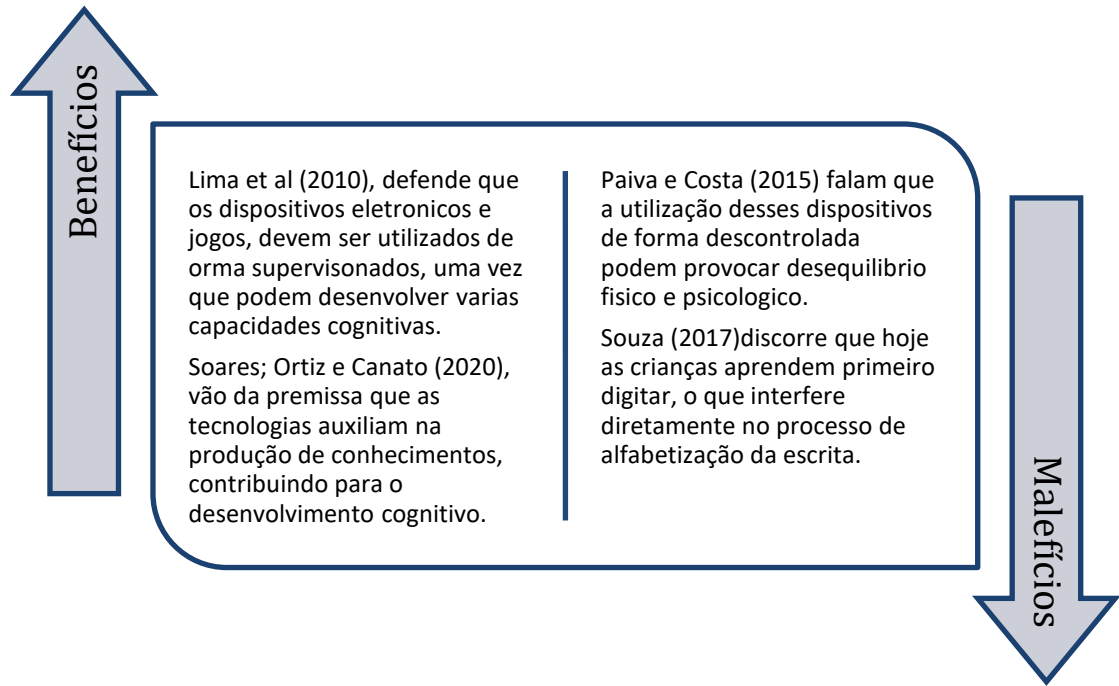 Benefícios
Lima et al (2010), defende que
os dispositivos eletronicos e
jogos, devem ser utilizados de
orma supervisonados, uma vez
que podem desenvolver varias
capacidades cognitivas.
Soares; Ortiz e Canato (2020),
vão da premissa que as
tecnologias auxiliam na
produção de conhecimentos,
contribuindo para o
desenvolvimento cognitivo.
Paiva e Costa (2015) falam que
a utilização desses dispositivos
de forma descontrolada
podem provocar desequilibrio
fisico e psicologico.
Souza (2017)discorre que hoje
as crianças aprendem primeiro
digitar, o que interfere
diretamente no processo de
alfabetização da escrita.
Malefícios